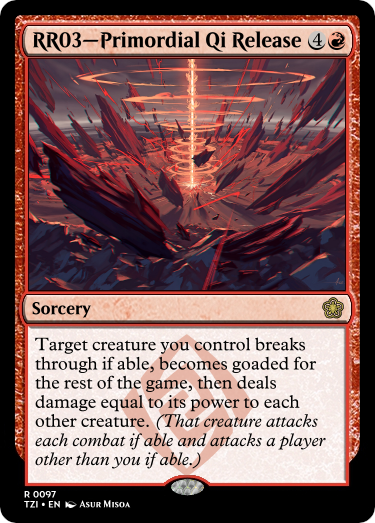 RR03—Primordial Qi Release 4
Sorcery
Target creature you control breaks
through if able, becomes goaded for
the rest of the game, then deals
damage equal to its power to each
other creature. (That creature attacks
each combat if able and attacks a player
other than you if able.)
R 0097
TZI • EN Asur Misoa